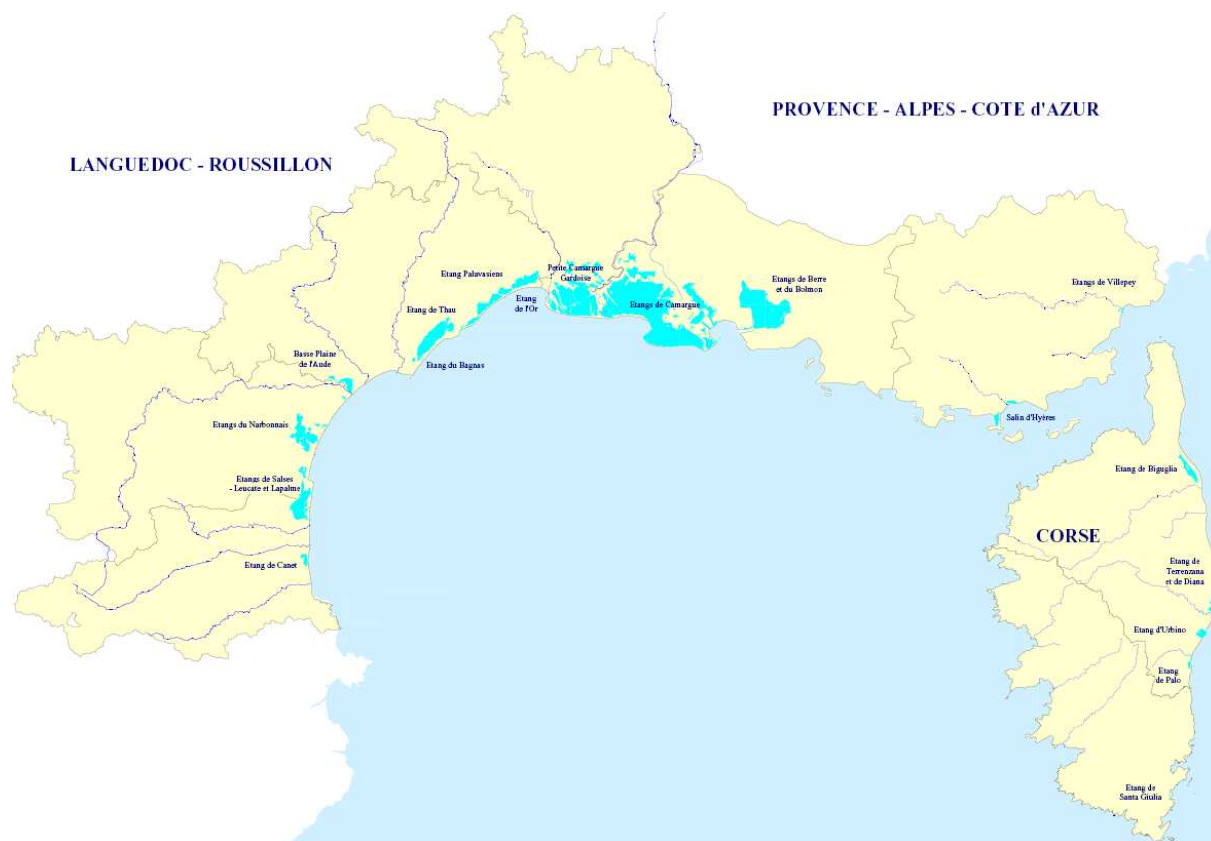 PROVENCE - ALPES - COTE d'AZUR
LANGUEDOC - ROUSSILLON
Etang Palavasiens
Petite Camargue
Gardoise
Etangs de Berre
et du Bolmon
Etangs de Villepey
Etang de Thau
Etang
de l'Or
Etangs de Camargue
Basse Plaine
de l'Aude
Etang du Bagnas
Etangs du Narbonnais
Salin d'Hyères
Etangs de Salses
- Leucate et Lapalme
Etang de Biguglia
CORSE
Etang de Canet
Etang de
Terrenzana
et de Diana
Etang d'Urbino
Etang
de Palo
Etang de
Santa Giulia